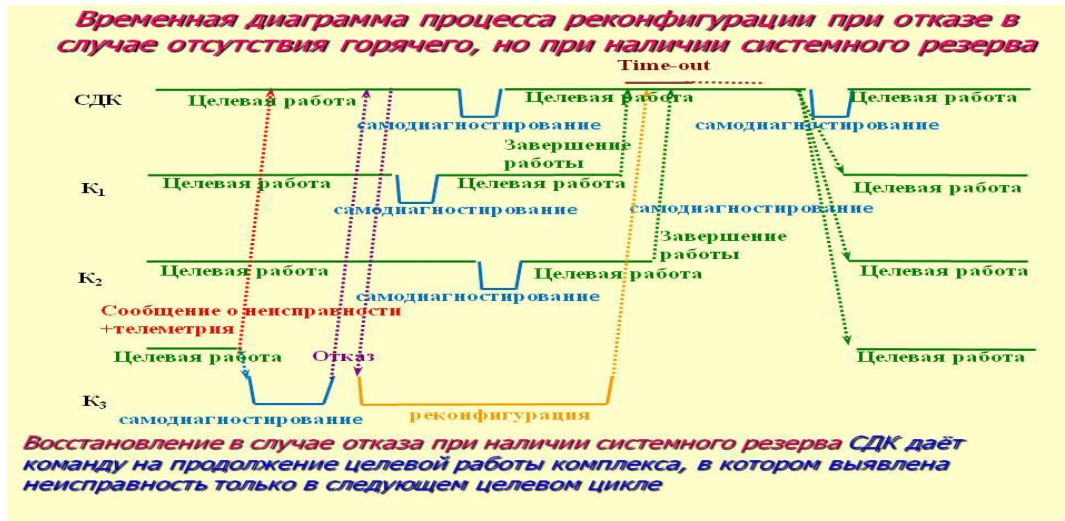 Временная диаграмма процесса реконфигурации при отказе в
случае отсутствия горячего, но при наличии системного резерва
Time-out
СДК
Целевая работа
Целевая работа
Целевая работа
самодиагностирование
самодиагностирование
Завершение
работы
К1
Целевая работа
Целевая работа
Целевая работа
самодиагностирование
самодиагностирование
Завершение
работы
К2
Целевая работа
Целевая работа
Целевая работа
самодиагностирование
Сообщение о неисправности
+телеметрия
Целевая работа
Отказ
Целевая работа
К3
самодиагностирование
реконфигурация
Восстановление в случае отказа при наличии системного резерва СДК даёт
команду на продолжение целевой работы комплекса, в котором выявлена
неисправность только в следующем целевом цикле